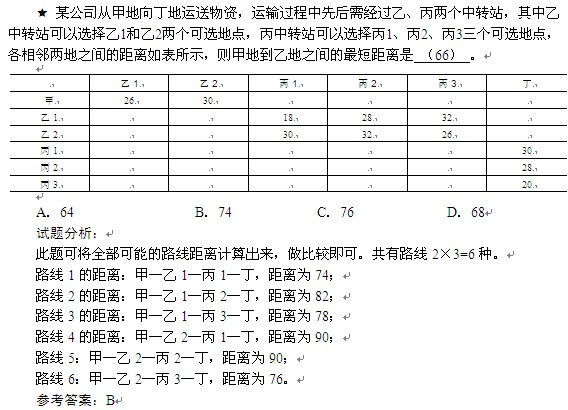 ★ 某公司从甲地向丁地运送物资，运输过程中先后需经过乙、丙两个中转站，其中乙
中转站可以选择乙1和乙2两个可选地点，丙中转站可以选择丙1、丙2、丙3三个可选地点，
各相邻两地之间的距离如表所示，则甲地到乙地之间的最短距离是 （66） 。
乙 1 乙 2 丙 1 丙 2 丙 3 丁
甲 26 30
乙 1 18 28 32
乙 2 30 32 26
丙 1 30
丙 2 28
丙 3 20
A．64 B．74 C．76 D．68
试题分析：
此题可将全部可能的路线距离计算出来，做比较即可。共有路线 2×3=6 种。
路线 1 的距离：甲—乙 1—丙 1—丁，距离为 74；
路线 2 的距离：甲—乙 1—丙 2—丁，距离为 82；
路线 3 的距离：甲—乙 1—丙 3—丁，距离为 78；
路线 4 的距离：甲—乙 2—丙 1—丁，距离为 90；
路线 5：甲—乙 2—丙 2—丁，距离为 90；
路线 6：甲—乙 2—丙 3—丁，距离为 76。
参考答案：B